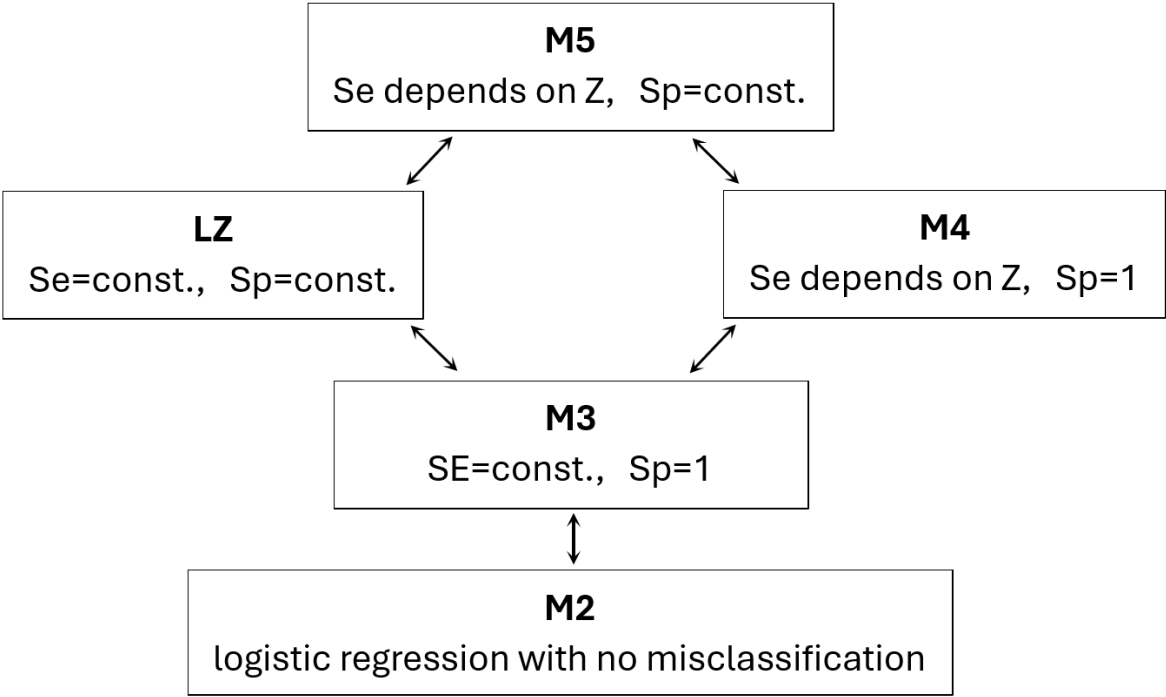 M5
Se depends on Z, Sp=const.
LZ
Se=const., Sp=const.
M4
Se depends on Z, Sp=1
M3
SE=const., Sp=1
M2
logistic regression with no misclassification